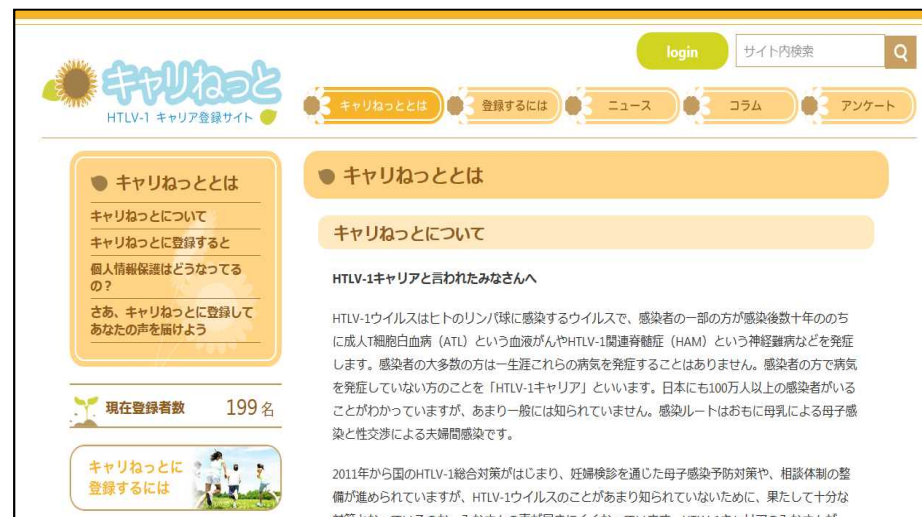 login
サイト内検索
キャリねっと
HTLV-1 キャリア登録サイト
キャリねっととは
登録するには
ニュース
コラム
アンケート
キャリねっととは
キャリねっとについて
キャリねっとに登録すると
個人情報保護はどうなってる
の？
さあ、キャリねっとに登録して
あなたの声を届けよう
現在登録者数 199 名
キャリねっとに
登録するには
キャリねっととは
キャリねっとについて
HTLV-1キャリアと言われたみなさんへ
HTLV-1ウイルスはヒトのリンパ球に感染するウイルスで、感染者の一部の方が感染後数十年ののち
に成人T細胞白血病（ATL）という血液がんやHTLV-1関連脊髄症（HAM）という神経難病などを発症
します。感染者の大多数の方は一生涯これらの病気を発症することはありません。感染者の方で病気
を発症していない方のことを「HTLV-1キャリア」といいます。日本にも100万人以上の感染者がいる
ことがわかっていますが、あまり一般には知られていません。感染ルートはおもに母乳による母子感
染と性交渉による夫婦間感染です。
2011年から国のHTLV-1総合対策がはじまり、妊婦検診を通じた母子感染予防対策や、相談体制の整
備が進められていますが、HTLV-1ウイルスのことがあまり知られていないために、果たして十分な